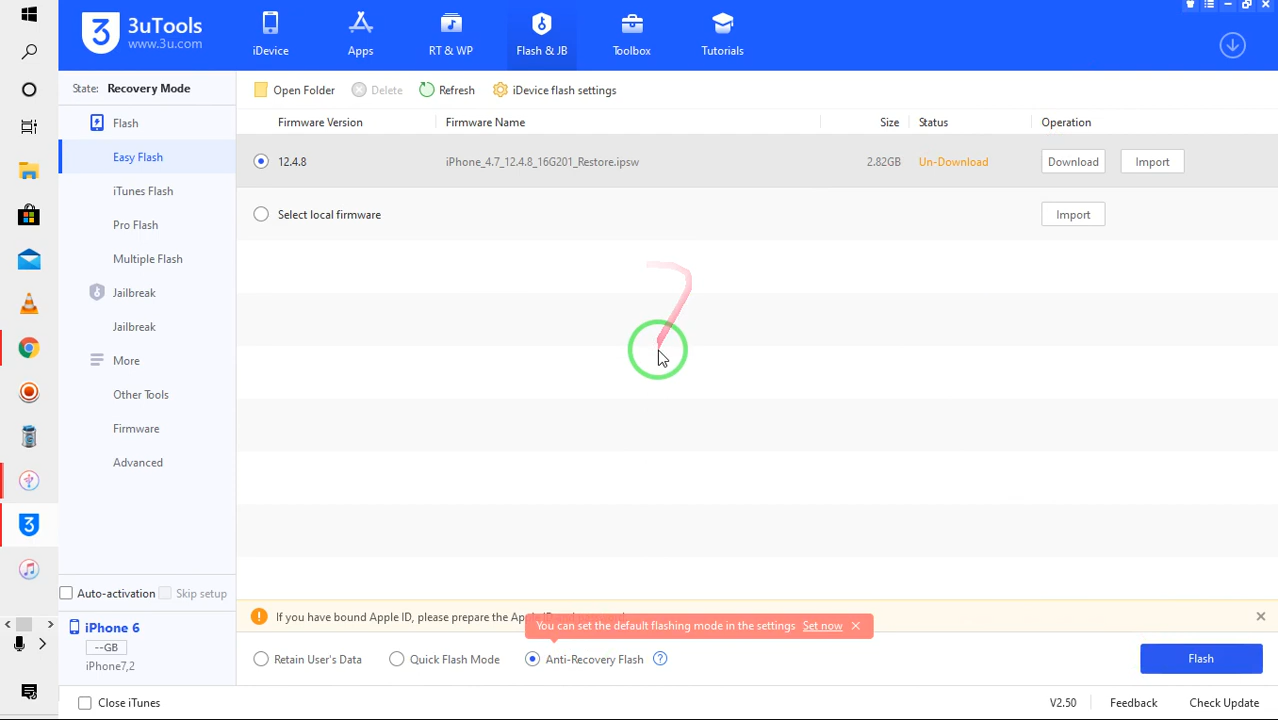 3
3uTools
www.3u.com
iDevice
Apps
RT & WP
Flash & JB
Toolbox
Tutorials
State: Recovery Mode
Open Folder
Delete
Refresh
iDevice flash settings
Firmware Version
Firmware Name
Size
Status
Operation
Flash
Easy Flash
iTunes Flash
Pro Flash
Multiple Flash
Jailbreak
Jailbreak
More
Other Tools
Firmware
Advanced
12.4.8
iPhone_4.7_12.4.8_16G201_Restore.ipsw
2.82GB
Un-Download
Download
Import
Select local firmware
Import
Auto-activation
Skip setup
iPhone 6
--GB
iPhone7,2
If you have bound Apple ID, please prepare the
You can set the default flashing mode in the settings Set now
Retain User's Data
Quick Flash Mode
Anti-Recovery Flash
Flash
Close iTunes
V2.50
Feedback
Check Update